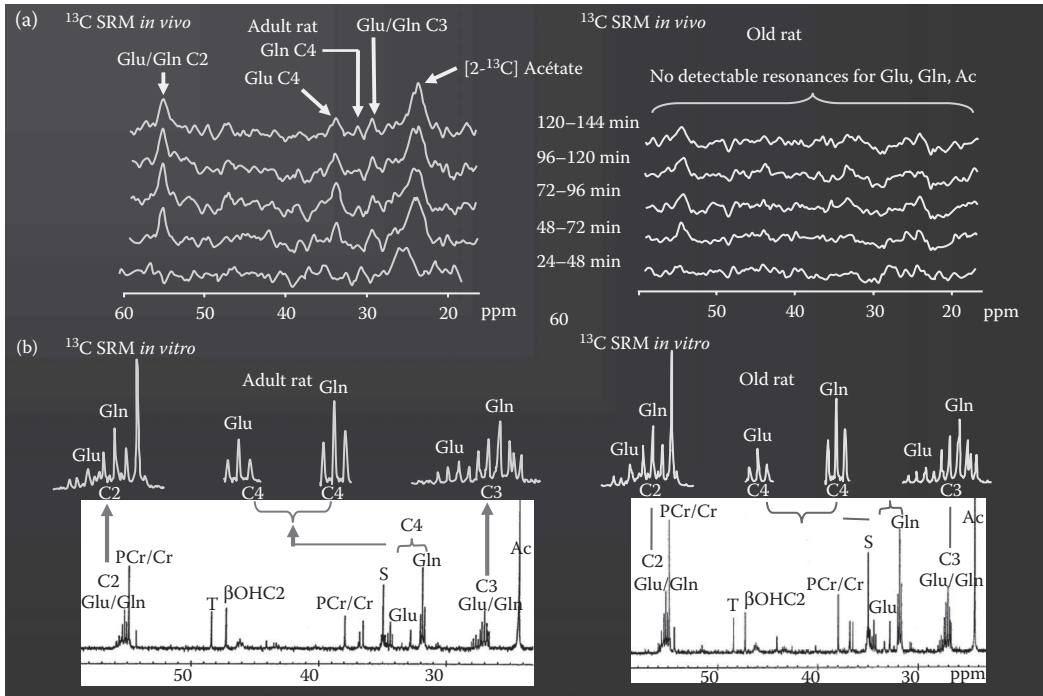 (a)
¹³C SRM in vivo
Adult rat
Glu/Gln C3
Glu/Gln C2
Gln C4
Glu C4
[2-¹³C] Acétate
60
50
40
30
20
ppm
120–144 min
96–120 min
72–96 min
48–72 min
24–48 min
¹³C SRM in vivo
Old rat
No detectable resonances for Glu, Gln, Ac
60
50
40
30
20
ppm
(b)
¹³C SRM in vitro
Adult rat
Gln
Glu
C2
Glu
C4
Gln
C4
Gln
Glu
C3
C2
Glu/Gln
PCr/Cr
T
βOHC2
PCr/Cr
S
C4
Glu
Gln
C3
Glu/Gln
Ac
50
40
30
¹³C SRM in vitro
Old rat
Gln
Glu
C2
Glu
C4
Gln
C4
Gln
Glu
C3
PCr/Cr
C2
Glu/Gln
T
βOHC2
PCr/Cr
S
Glu
Gln
C3
Glu/Gln
Ac
50
40
30
ppm